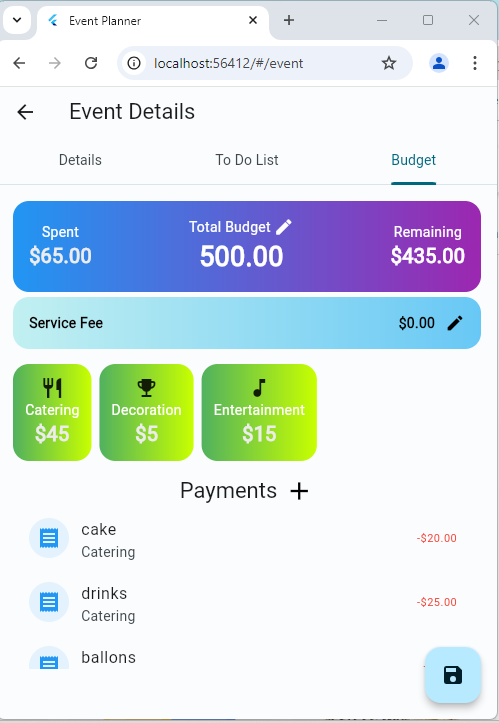 Event Planner
localhost:56412/#/event
Event Details
Details To Do List Budget
Spent Total Budget Remaining
$65.00 500.00 $435.00
Service Fee $0.00
Catering Decoration Entertainment
$45 $5 $15
Payments
cake
Catering -$20.00
drinks
Catering -$25.00
ballons